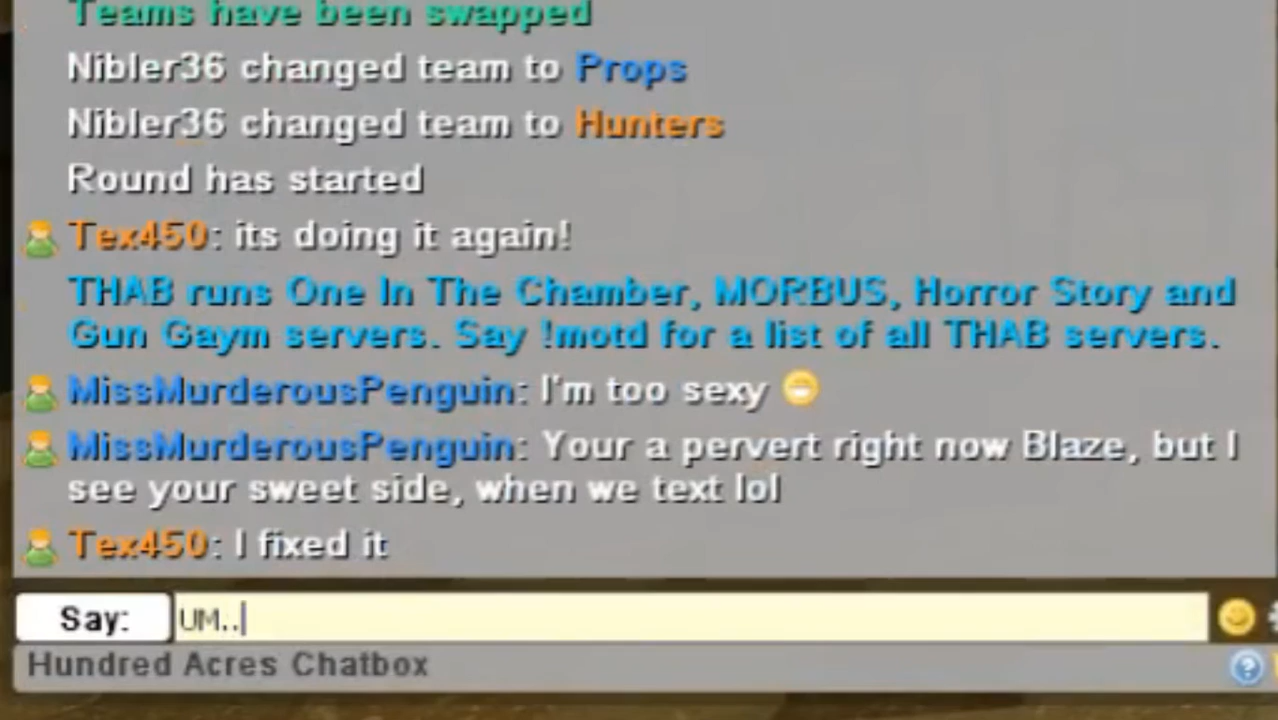 Teams have been swapped
Nibler36 changed team to Props
Nibler36 changed team to Hunters
Round has started
Tex450: its doing it again!
THAB runs One In The Chamber, MORBUS, Horror Story and
Gun Gaym servers. Say !motd for a list of all THAB servers.
MissMurderousPenguin: I'm too sexy
MissMurderousPenguin: Your a pervert right now Blaze, but I
see your sweet side, when we text lol
Tex450: I fixed it
Say: UM..
Hundred Acres Chatbox